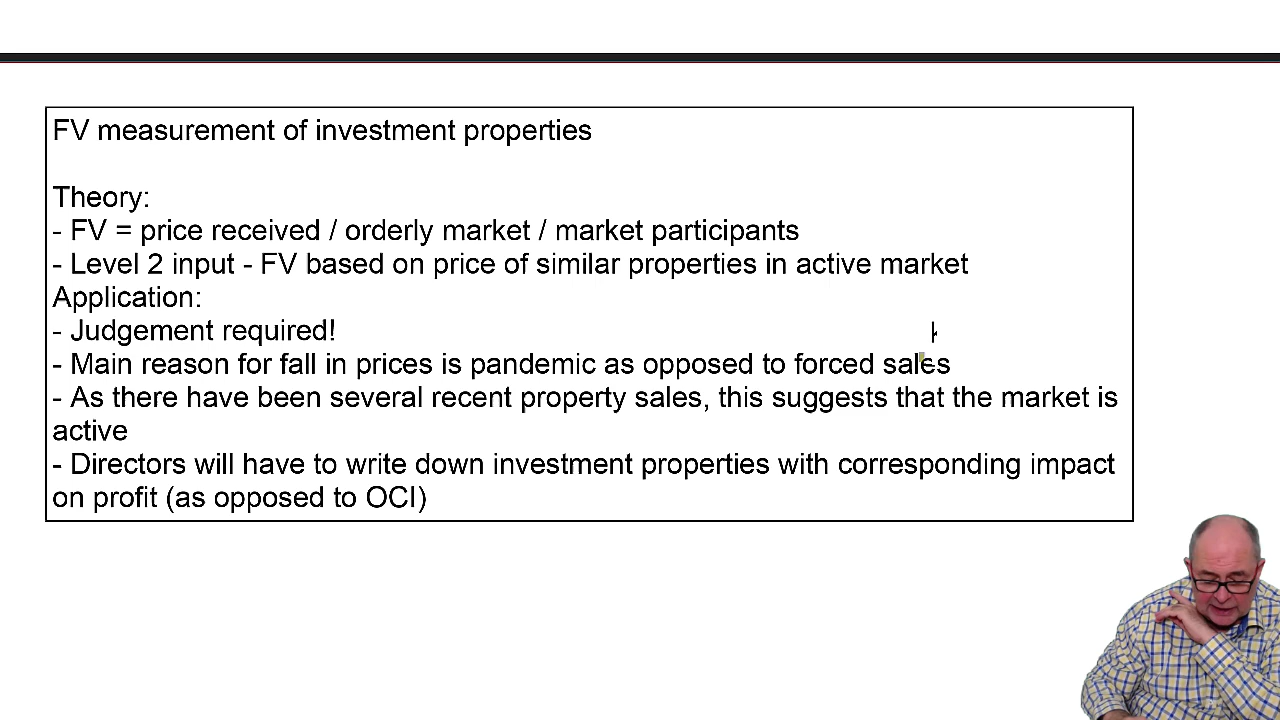 FV measurement of investment properties
Theory:
- FV = price received / orderly market / market participants
- Level 2 input - FV based on price of similar properties in active market
Application:
- Judgement required!
- Main reason for fall in prices is pandemic as opposed to forced sales
- As there have been several recent property sales, this suggests that the market is
active
- Directors will have to write down investment properties with corresponding impact
on profit (as opposed to OCI)